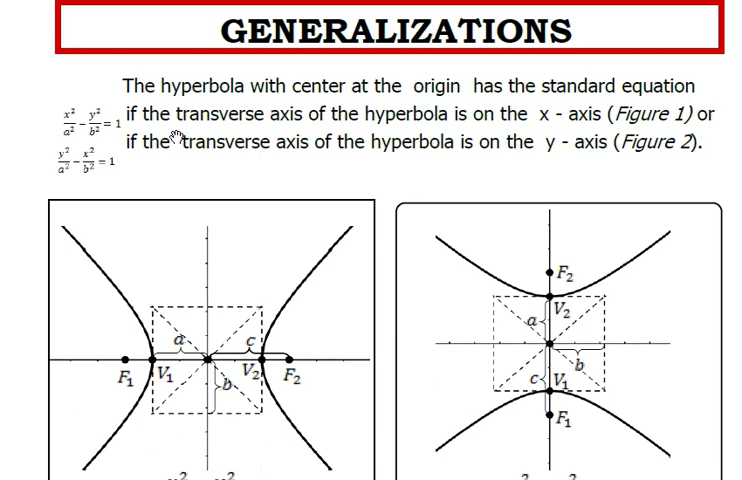 GENERALIZATIONS
The hyperbola with center at the origin has the standard equation
x²/a² − y²/b² = 1 if the transverse axis of the hyperbola is on the x - axis (Figure 1) or
y²/a² − x²/b² = 1 if the transverse axis of the hyperbola is on the y - axis (Figure 2).
a c
F₁ V₁ V₂ F₂
b
F₂
V₂
a
b
c V₁
F₁